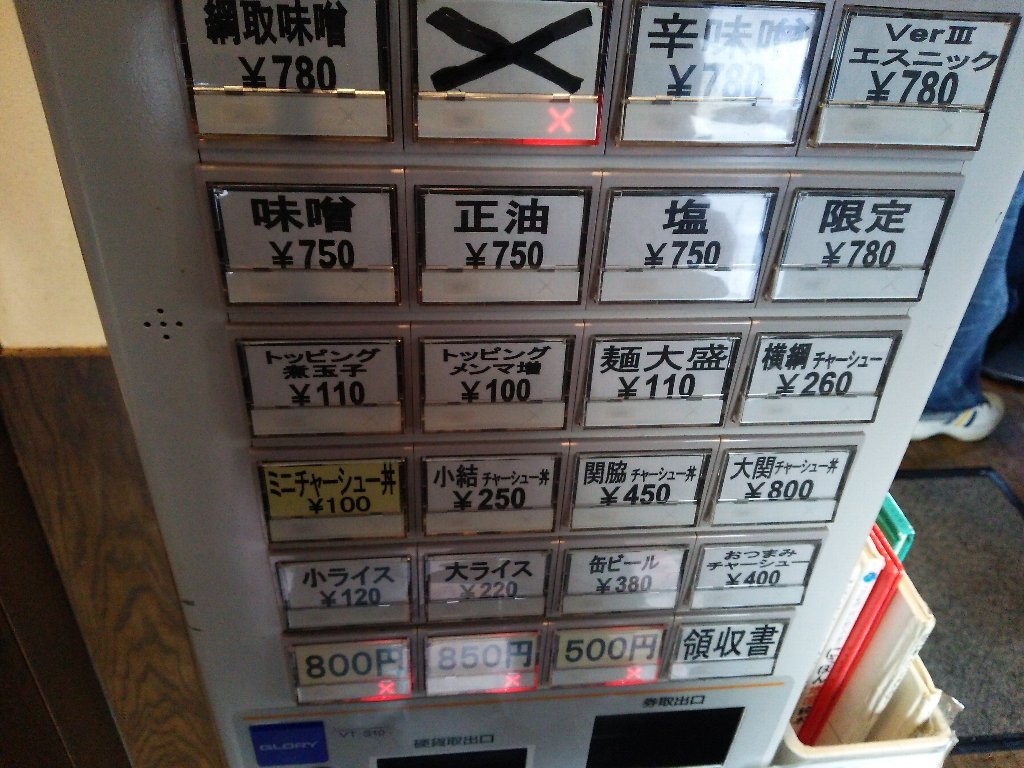 綱取味噌
￥780
辛味噌
￥780
VerⅢ
エスニック
￥780
味噌
￥750
正油
￥750
塩
￥750
限定
￥780
トッピング
煮玉子
￥110
トッピング
メンマ増
￥100
麺大盛
￥110
横綱チャーシュー
￥260
ミニチャーシュー丼
￥100
小結チャーシュー丼
￥250
関脇チャーシュー丼
￥450
大関チャーシュー丼
￥800
小ライス
￥120
大ライス
￥220
缶ビール
￥380
おつまみ
チャーシュー
￥400
800円
850円
500円
領収書
GLORY
硬貨取出口
券取出口